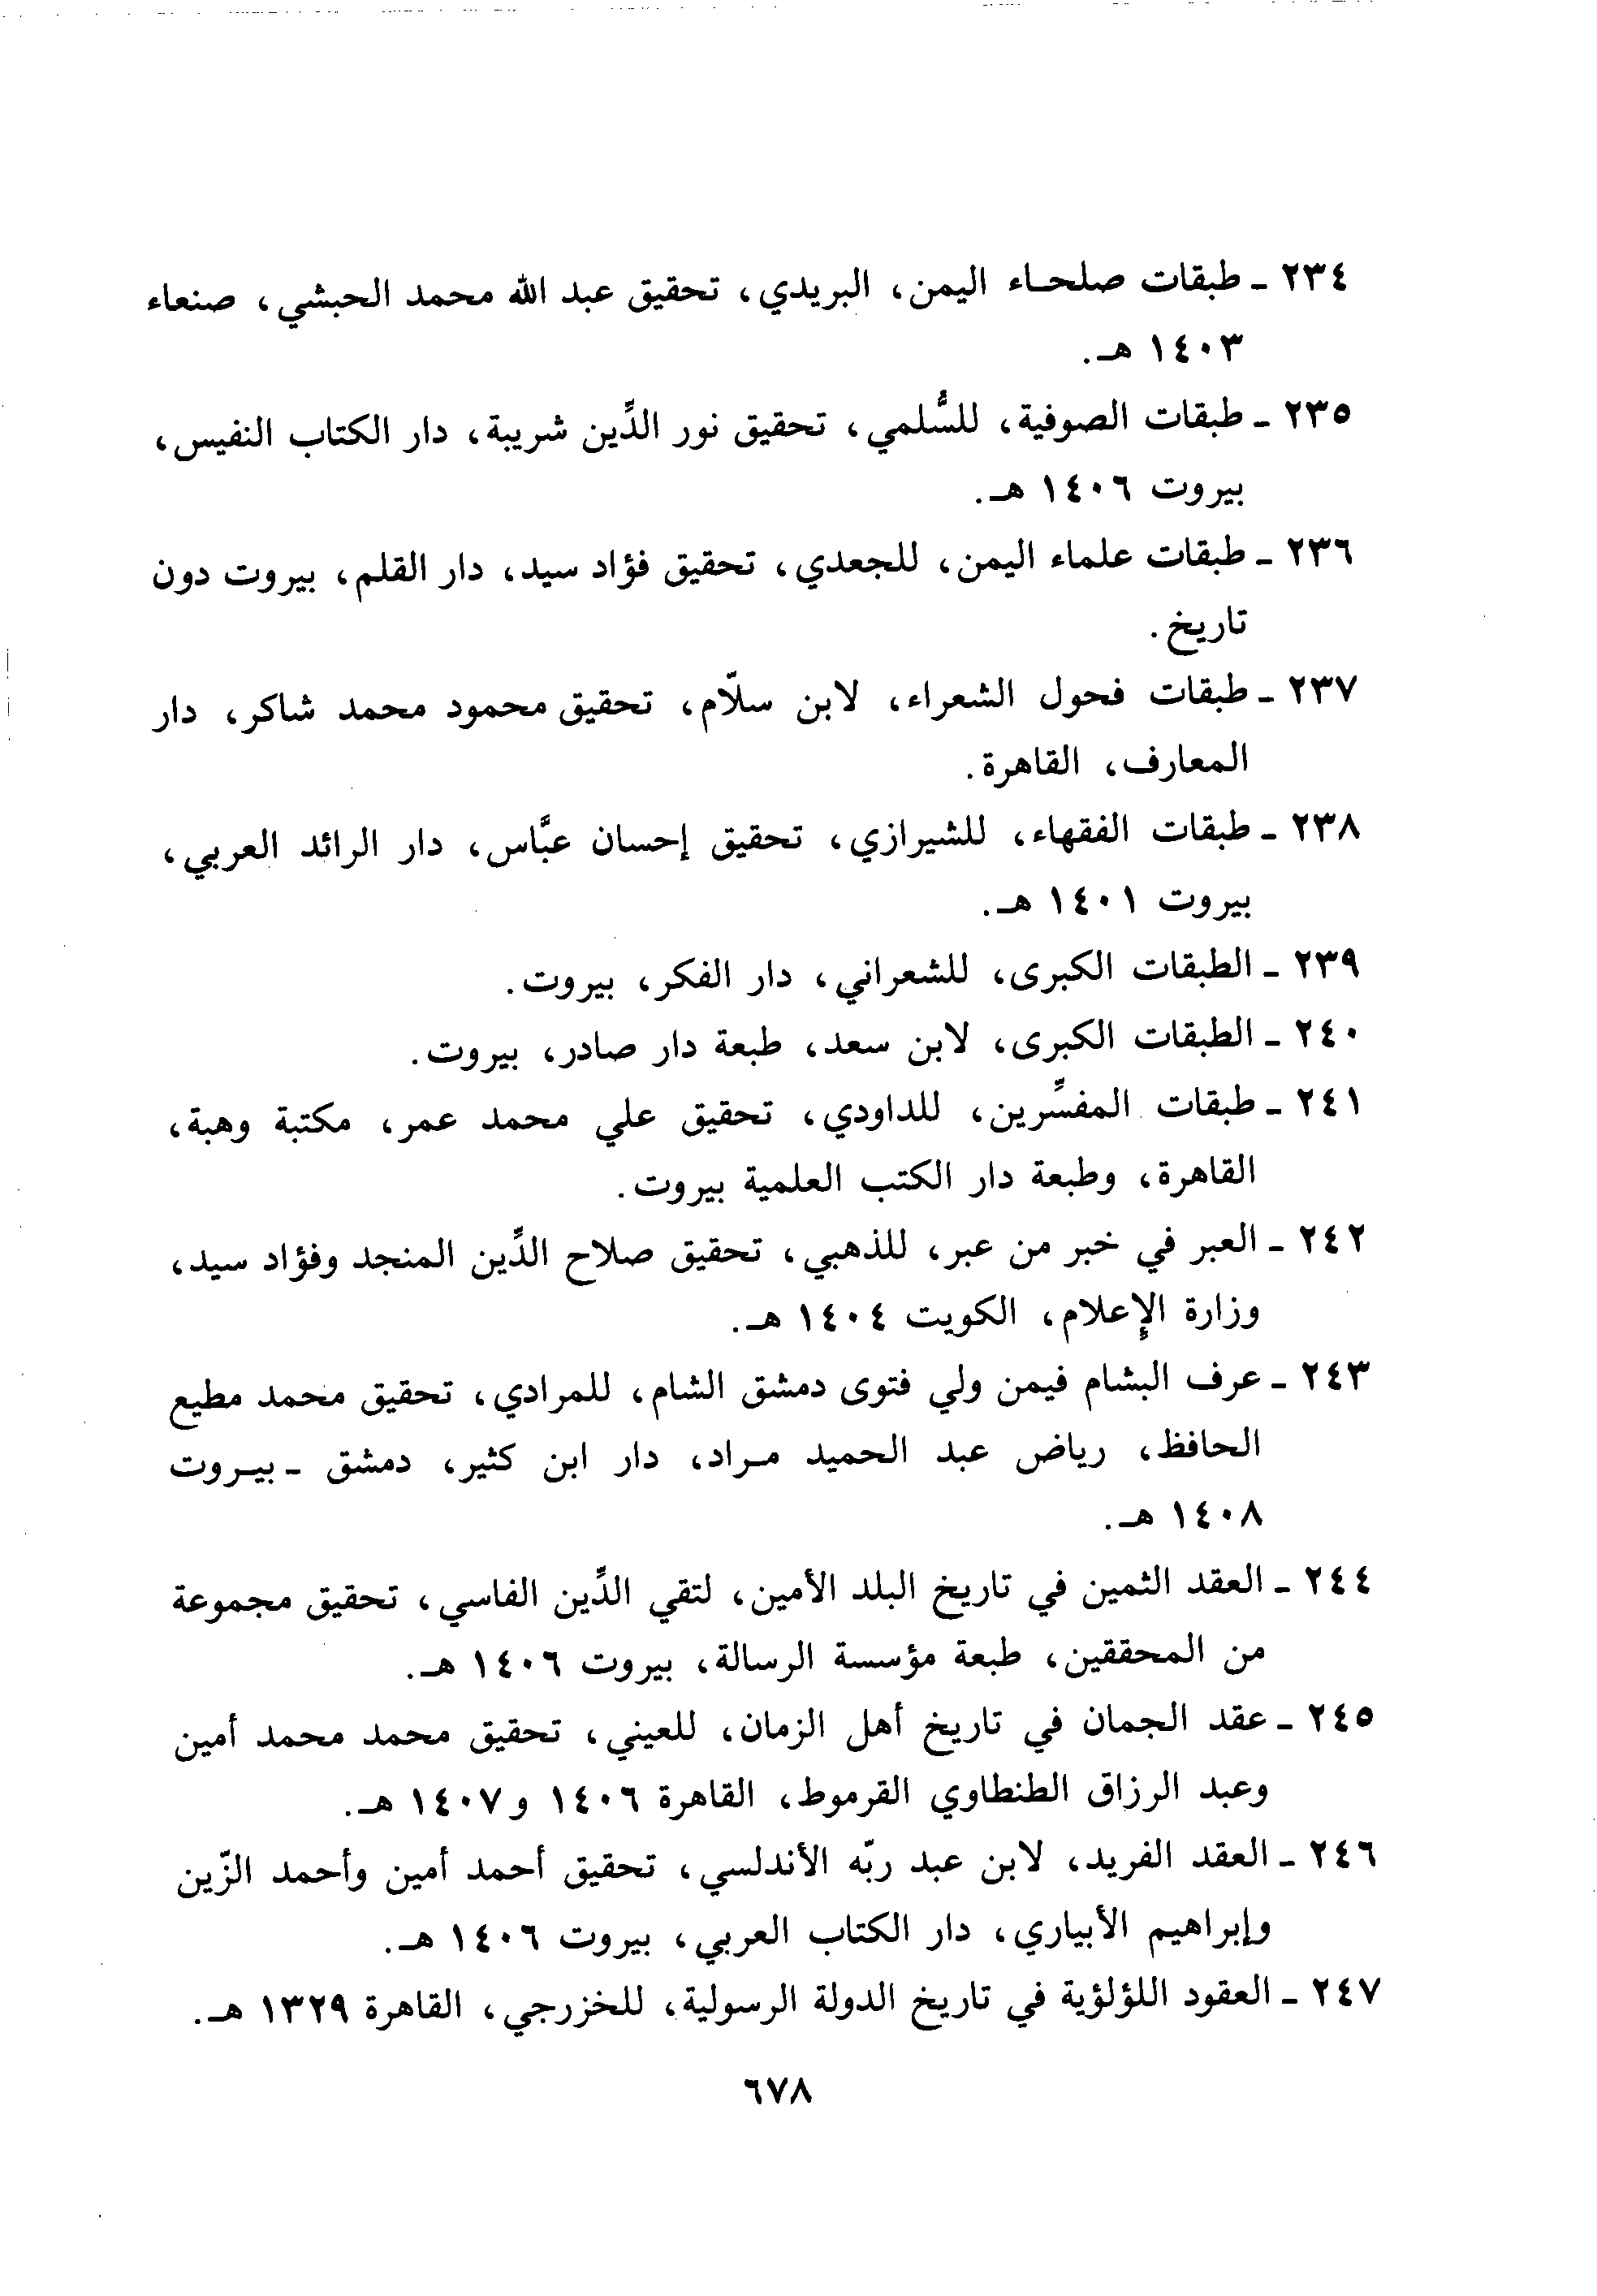 ٢٣٤ - طبقات صلحاء اليمن، البريدي، تحقيق عبد الله محمد الحبشي، صنعاء
١٤٠٣ هـ.
٢٣٥ - طبقات الصوفية، للسُّلمي، تحقيق نور الدِّين شريبة، دار الكتاب النفيس،
بيروت ١٤٠٦ هـ.
٢٣٦ - طبقات علماء اليمن، للجعدي، تحقيق فؤاد سيد، دار القلم، بيروت دون
تاريخ.
٢٣٧ - طبقات فحول الشعراء، لابن سلّام، تحقيق محمود محمد شاكر، دار
المعارف، القاهرة.
٢٣٨ - طبقات الفقهاء، للشيرازي، تحقيق إحسان عبَّاس، دار الرائد العربي،
بيروت ١٤٠١ هـ.
٢٣٩ - الطبقات الكبرى، للشعراني، دار الفكر، بيروت.
٢٤٠ - الطبقات الكبرى، لابن سعد، طبعة دار صادر، بيروت.
٢٤١ - طبقات المفسِّرين، للداودي، تحقيق علي محمد عمر، مكتبة وهبة،
القاهرة، وطبعة دار الكتب العلمية بيروت.
٢٤٢ - العبر في خبر من عبر، للذهبي، تحقيق صلاح الدِّين المنجد وفؤاد سيد،
وزارة الإعلام، الكويت ١٤٠٤ هـ.
٢٤٣ - عرف البشام فيمن ولي فتوى دمشق الشام، للمرادي، تحقيق محمد مطيع
الحافظ، رياض عبد الحميد مراد، دار ابن كثير، دمشق - بيروت
١٤٠٨ هـ.
٢٤٤ - العقد الثمين في تاريخ البلد الأمين، لتقي الدِّين الفاسي، تحقيق مجموعة
من المحققين، طبعة مؤسسة الرسالة، بيروت ١٤٠٦ هـ.
٢٤٥ - عقد الجمان في تاريخ أهل الزمان، للعيني، تحقيق محمد محمد أمين
وعبد الرزاق الطنطاوي القرموط، القاهرة ١٤٠٦ و١٤٠٧ هـ.
٢٤٦ - العقد الفريد، لابن عبد ربّه الأندلسي، تحقيق أحمد أمين وأحمد الزّين
وإبراهيم الأبياري، دار الكتاب العربي، بيروت ١٤٠٦ هـ.
٢٤٧ - العقود اللؤلؤية في تاريخ الدولة الرسولية، للخزرجي، القاهرة ١٣٢٩ هـ.
٦٧٨